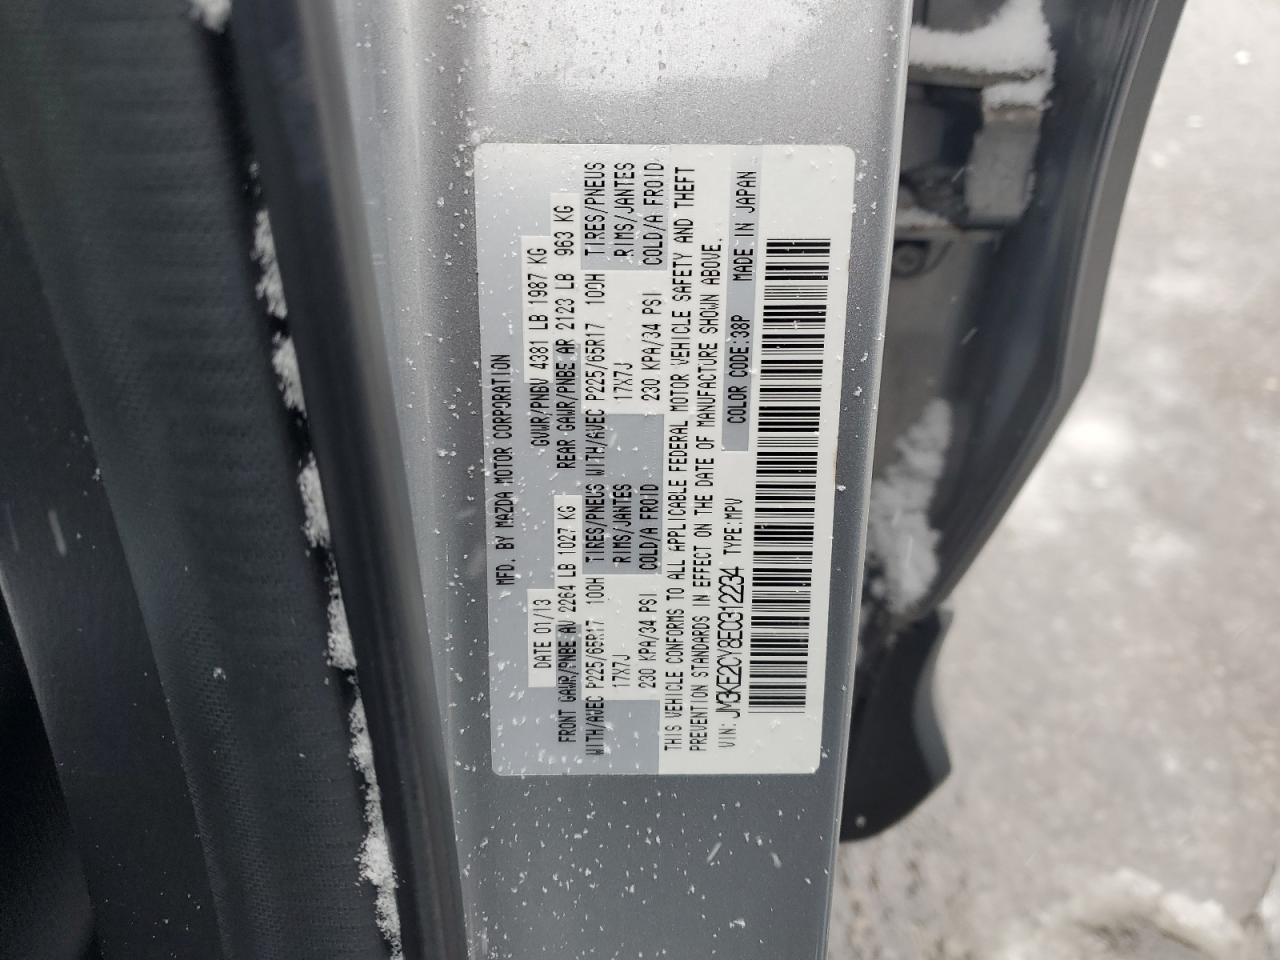 MFD. BY MAZDA MOTOR CORPORATION
DATE 01/13 GVWR/PNBV 4381 LB 1987 KG
FRONT GAWR/PNBE AV 2264 LB 1027 KG REAR GAWR/PNBE AR 2123 LB 963 KG
WITH/AVEC P225/65R17 100H TIRES/PNEUS WITH/AVEC P225/65R17 100H TIRES/PNEUS
17X7J RIMS/JANTES 17X7J RIMS/JANTES
230 KPA/34 PSI COLD/A FROID 230 KPA/34 PSI COLD/A FROID
THIS VEHICLE CONFORMS TO ALL APPLICABLE FEDERAL MOTOR VEHICLE SAFETY AND THEFT
PREVENTION STANDARDS IN EFFECT ON THE DATE OF MANUFACTURE SHOWN ABOVE.
VIN: JM3KE2CY8E0312234 TYPE:MPV COLOR CODE:38P MADE IN JAPAN